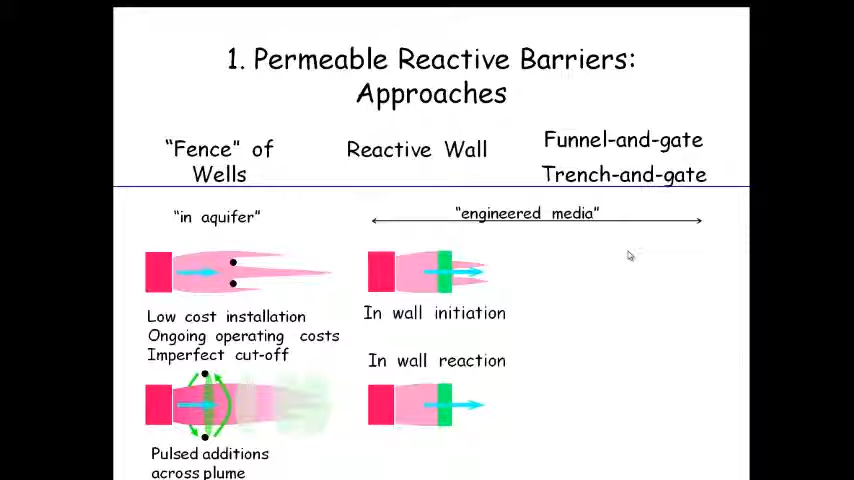 1. Permeable Reactive Barriers:
Approaches
"Fence" of
Wells
Reactive Wall
Funnel-and-gate
Trench-and-gate
"in aquifer"
"engineered media"
Low cost installation
Ongoing operating costs
Imperfect cut-off
In wall initiation
In wall reaction
Pulsed additions
across plume